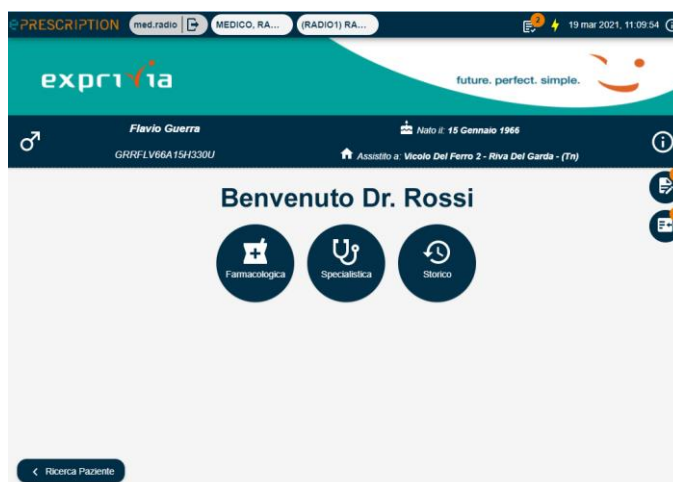 ePRESCRIPTION med.radio MEDICO, RA... (RADIO1) RA... 2 19 mar 2021, 11:09:54
exprivia future. perfect. simple.
Flavio Guerra Nato il: 15 Gennaio 1966
GRRFLV66A15H330U Assistito a: Vicolo Del Ferro 2 - Riva Del Garda - (Tn)
Benvenuto Dr. Rossi
Farmacologica Specialistica Storico
Ricerca Paziente